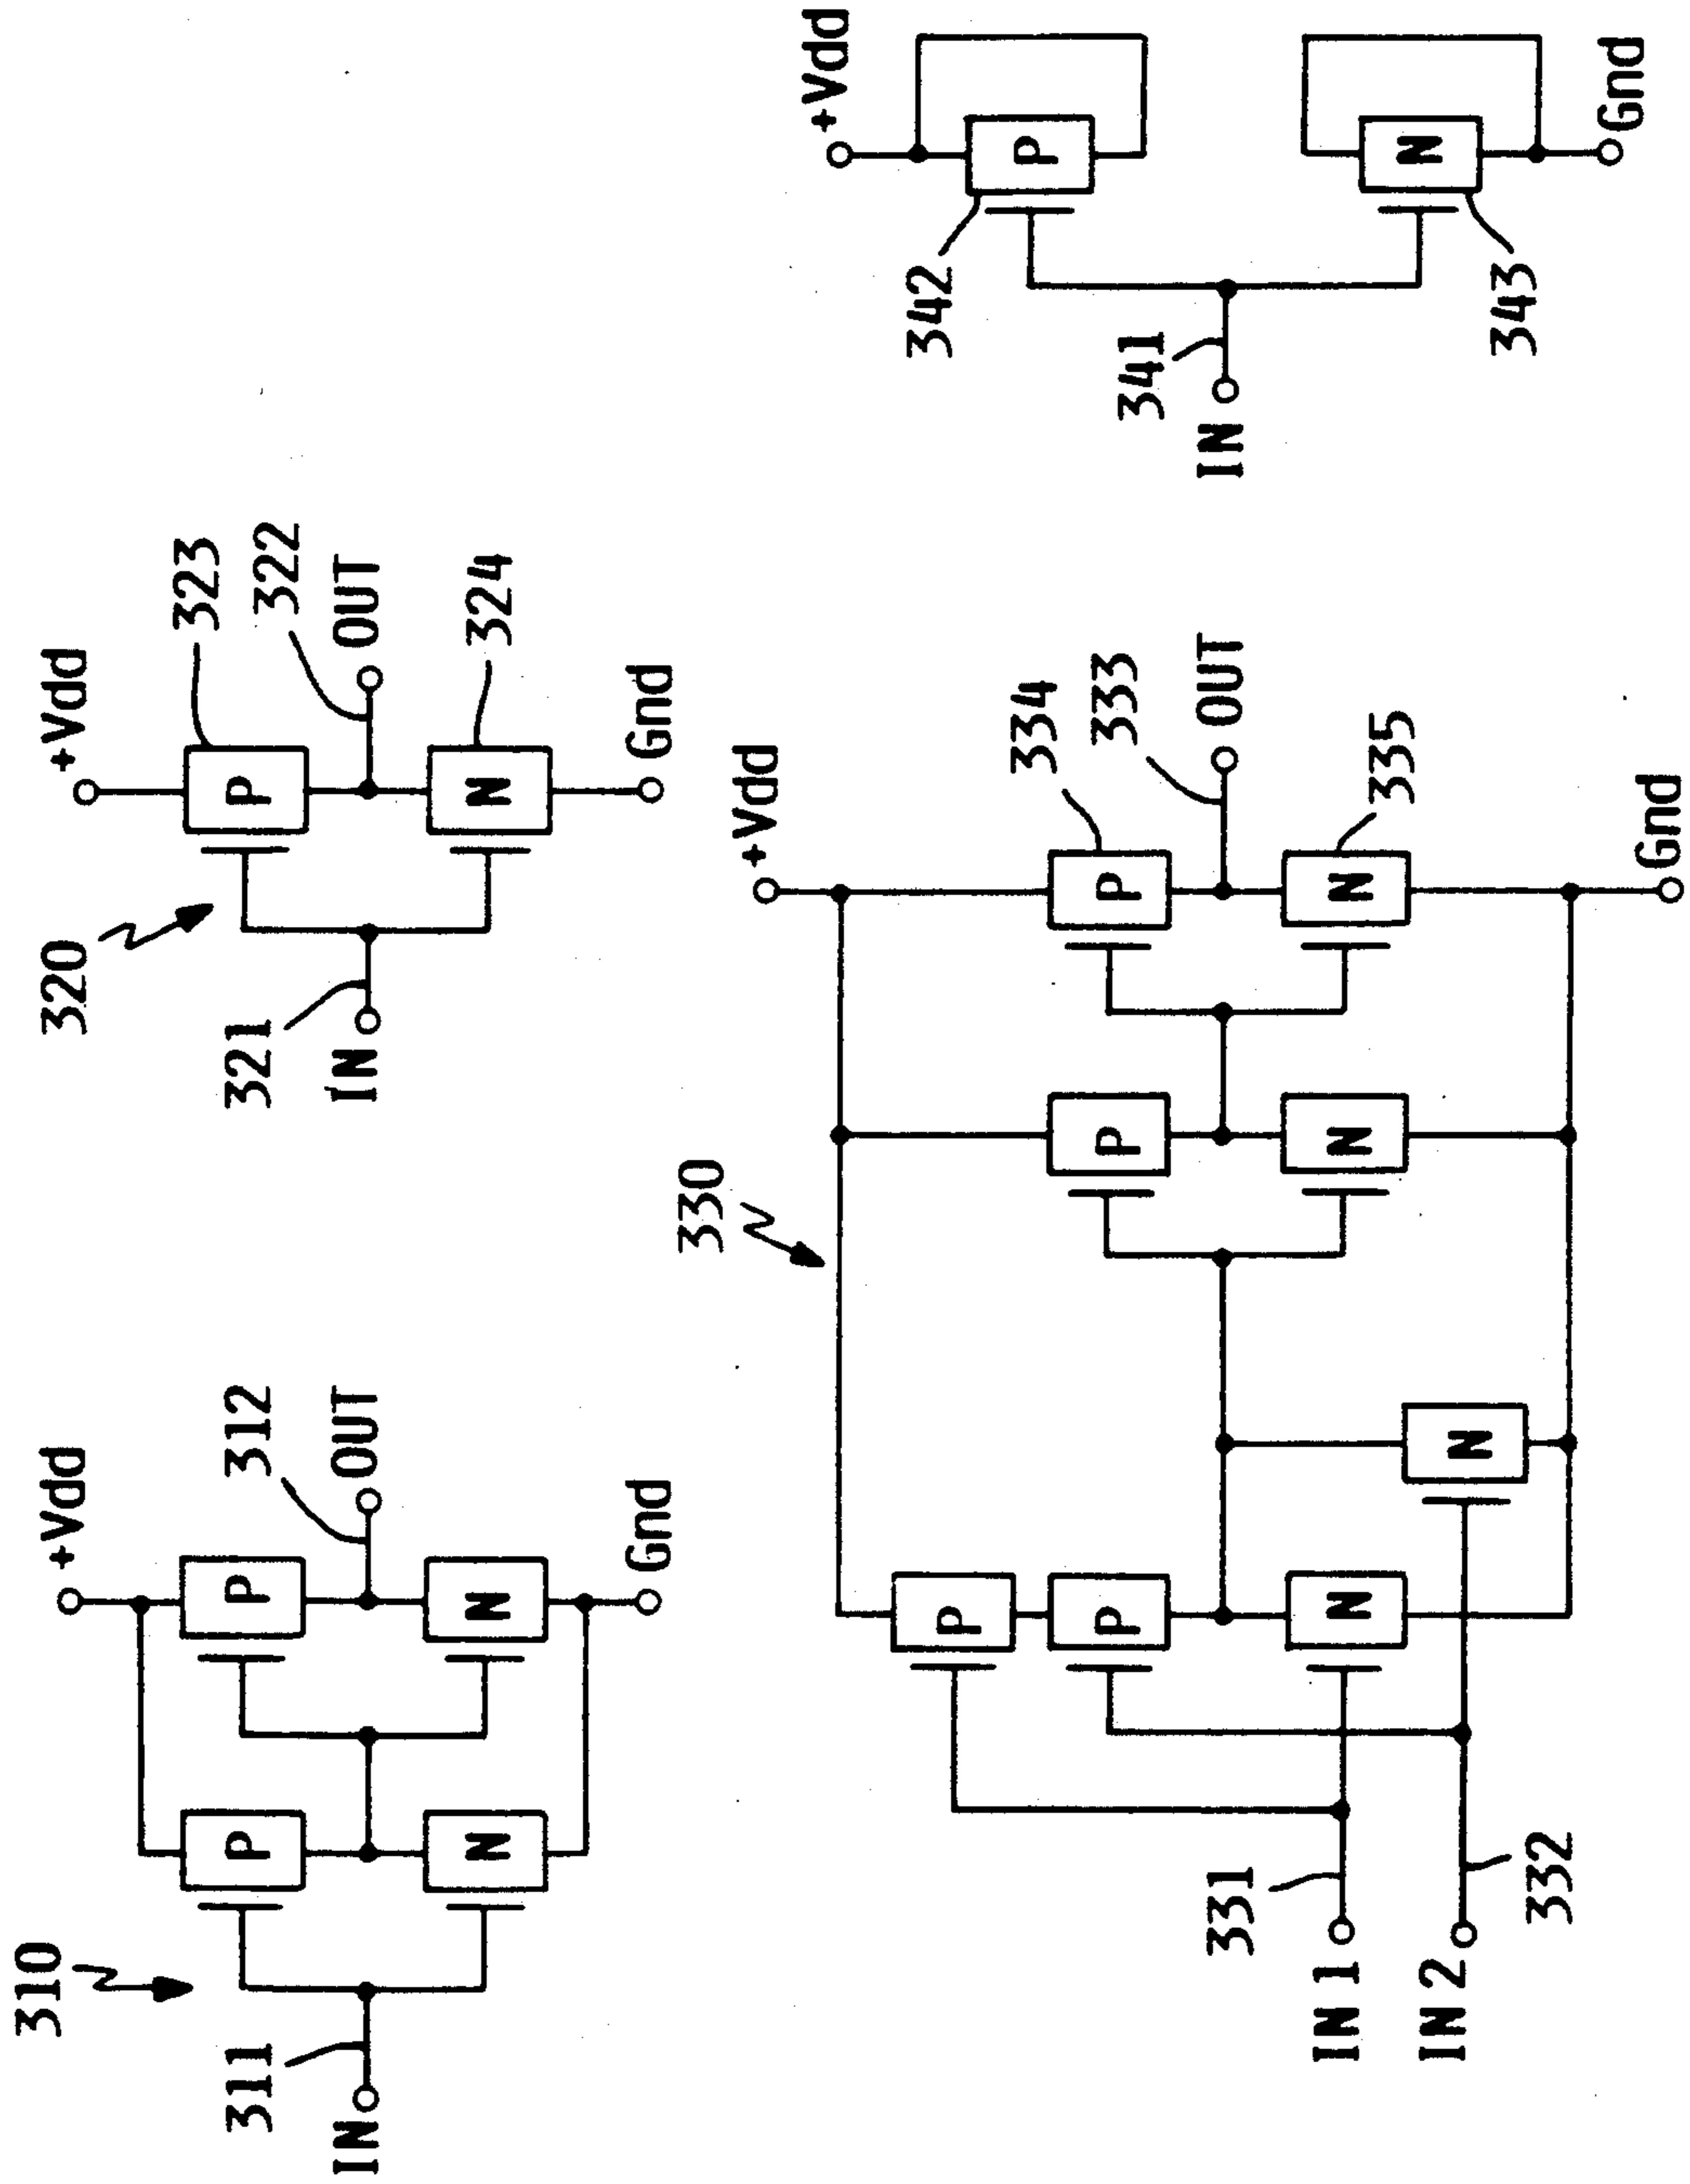 310
+Vdd
311
IN
P
P
N
N
312
OUT
Gnd
320
+Vdd
321
IN
P
N
323
322
OUT
324
Gnd
330
+Vdd
331
IN 1
332
IN 2
P
P
N
N
P
N
P
N
334
333
OUT
335
Gnd
+Vdd
342
P
341
IN
N
343
Gnd